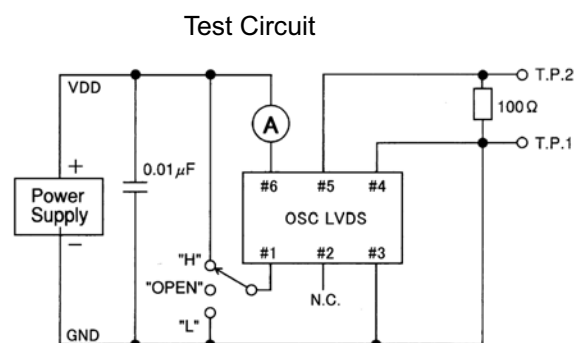 Test Circuit
VDD
T.P.2
100Ω
T.P.1
A
+
0.01μF
Power
Supply
−
#6 #5 #4
OSC LVDS
#1 #2 #3
"H"
"OPEN"
"L"
N.C.
GND